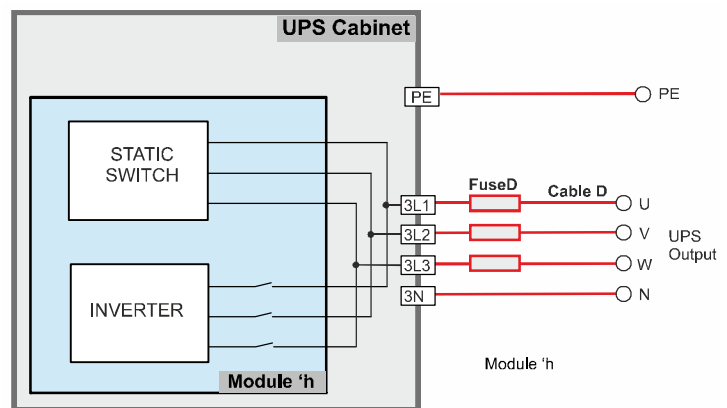 UPS Cabinet
PE
PE
STATIC
SWITCH
FuseD
Cable D
3L1
U
3L2
V
UPS
Output
3L3
W
3N
N
INVERTER
Module ‘h
Module ‘h